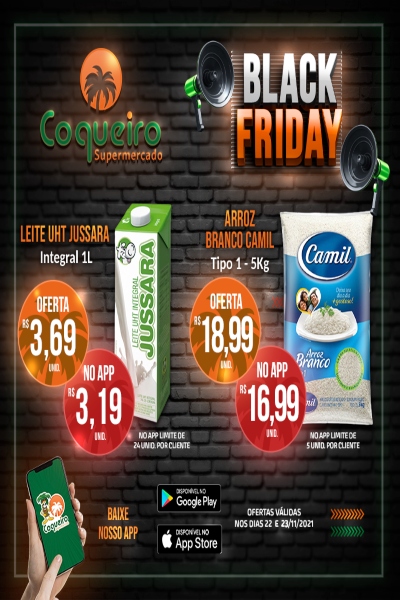 Coqueiro
Supermercado
BLACK
FRIDAY
LEITE UHT JUSSARA
Integral 1L
OFERTA
R$ 3,69
UNID.
NO APP
R$ 3,19
UNID.
LEITE UHT INTEGRAL
JUSSARA
NO APP LIMITE DE
24 UNID. POR CLIENTE
ARROZ
BRANCO CAMIL
Tipo 1 - 5Kg
OFERTA
R$ 18,99
UNID.
NO APP
R$ 16,99
UNID.
Camil
Arroz
Branco
mil
NO APP LIMITE DE
5 UNID. POR CLIENTE
Coqueiro
BAIXE
NOSSO APP
DISPONÍVEL NO
Google Play
DISPONÍVEL NO
App Store
OFERTAS VÁLIDAS
NOS DIAS 22 E 23/11/2021